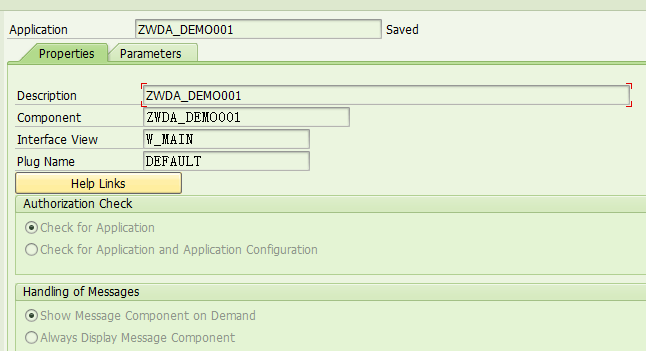 Application ZWDA_DEMO001 Saved
Properties Parameters
Description ZWDA_DEMO001
Component ZWDA_DEMO001
Interface View W_MAIN
Plug Name DEFAULT
Help Links
Authorization Check
Check for Application
Check for Application and Application Configuration
Handling of Messages
Show Message Component on Demand
Always Display Message Component